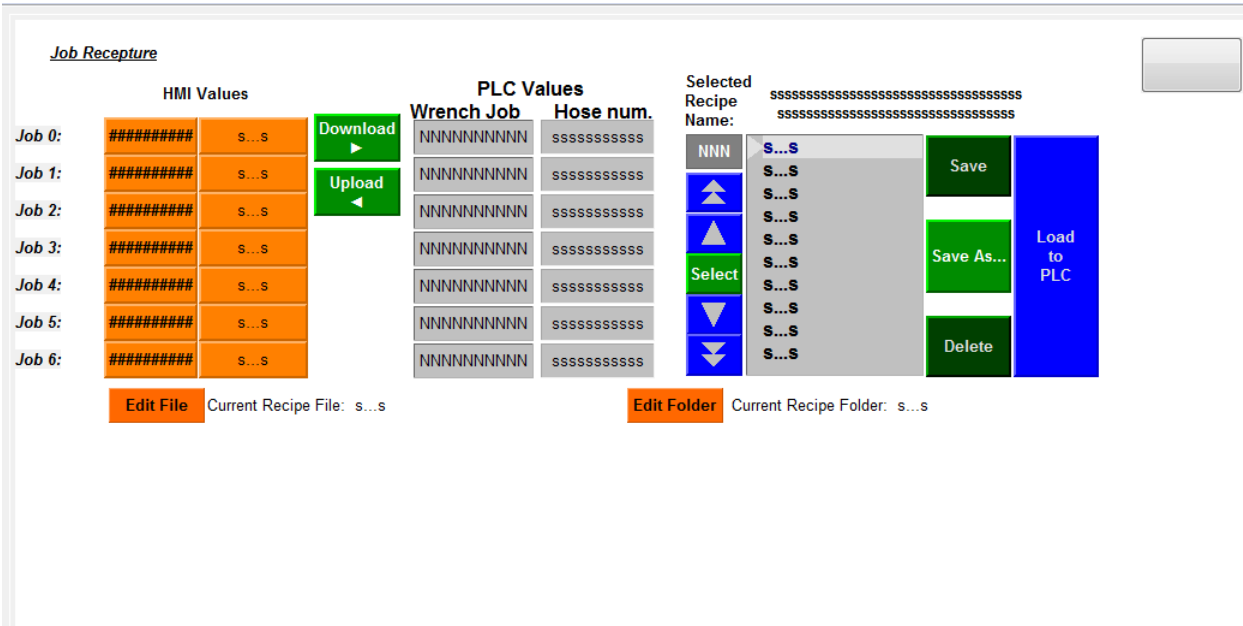 Job Recepture
HMI Values
PLC Values
Wrench Job Hose num.
Selected
Recipe
Name:
sssssssssssssssssssssssssssssssssss
sssssssssssssssssssssssssssssssss
Job 0: ########## s...s Download NNNNNNNNNN sssssssssss
Job 1: ########## s...s Upload NNNNNNNNNN sssssssssss
Job 2: ########## s...s NNNNNNNNNN sssssssssss
Job 3: ########## s...s NNNNNNNNNN sssssssssss
Job 4: ########## s...s NNNNNNNNNN sssssssssss
Job 5: ########## s...s NNNNNNNNNN sssssssssss
Job 6: ########## s...s NNNNNNNNNN sssssssssss
NNN
Select
s...s
s...s
s...s
s...s
s...s
s...s
s...s
s...s
s...s
s...s
Save
Save As...
Delete
Load
to
PLC
Edit File Current Recipe File: s...s
Edit Folder Current Recipe Folder: s...s